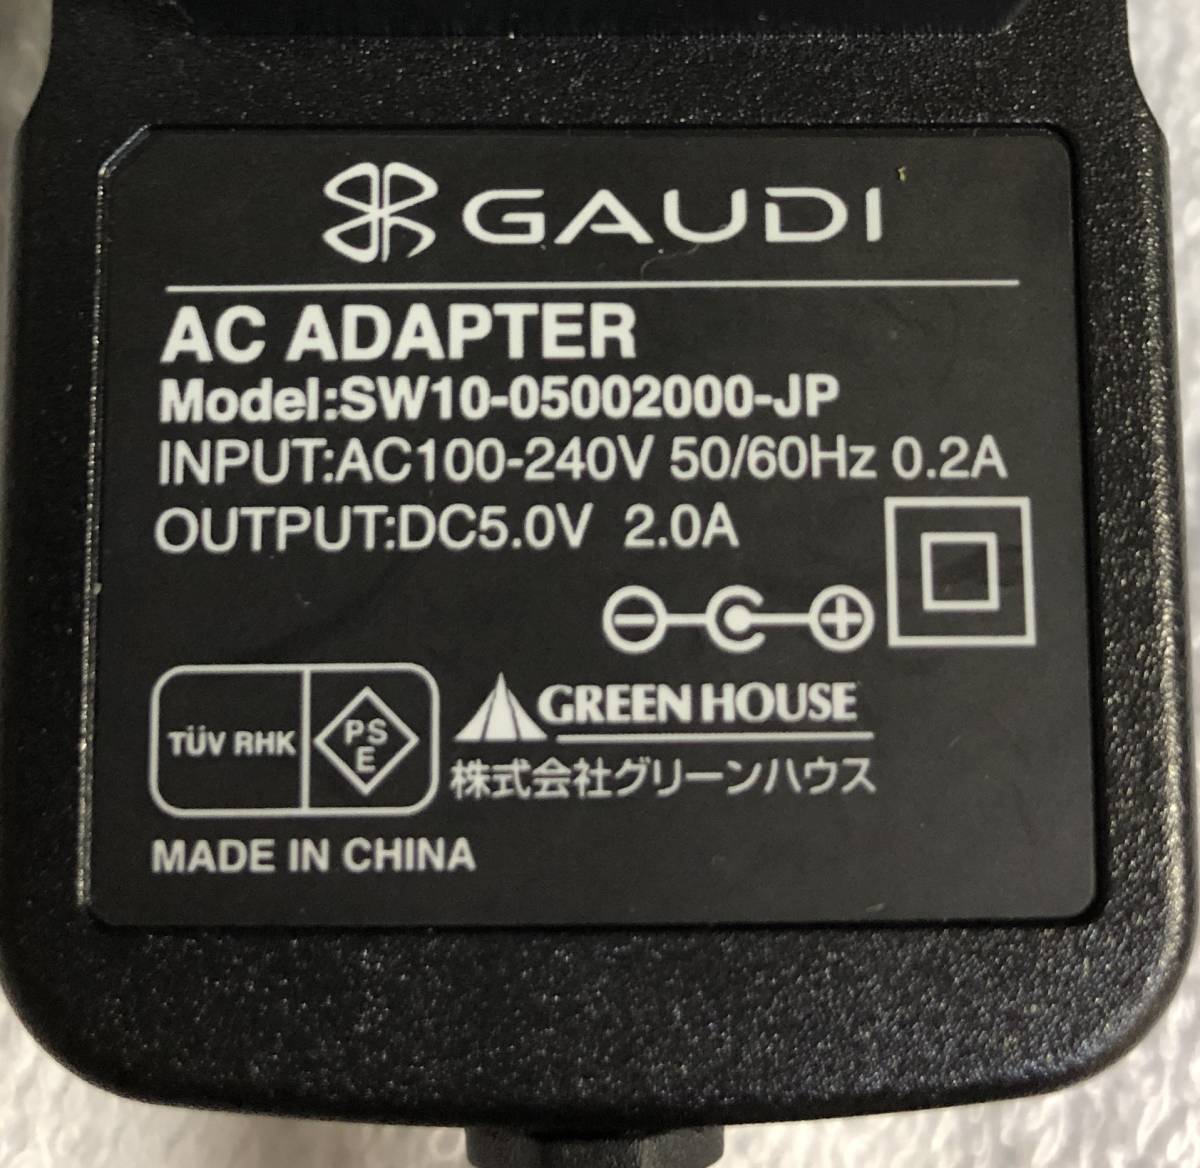 GAUDI
AC ADAPTER
Model:SW10-05002000-JP
INPUT:AC100-240V 50/60Hz 0.2A
OUTPUT:DC5.0V 2.0A
TÜV RHK
PS
E
GREEN HOUSE
株式会社グリーンハウス
MADE IN CHINA